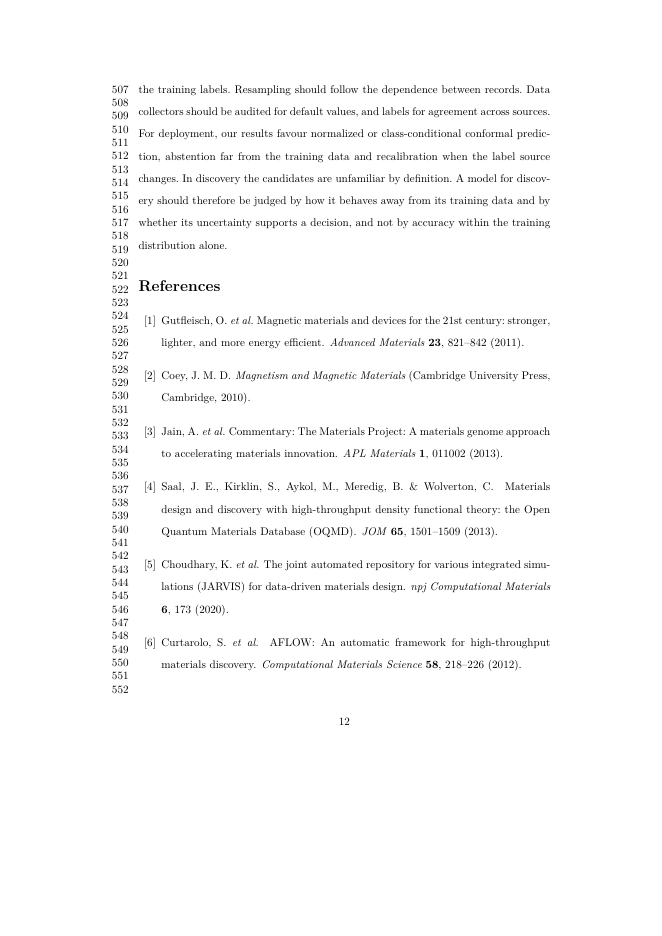 507 the training labels. Resampling should follow the dependence between records. Data
508
509 collectors should be audited for default values, and labels for agreement across sources.
510 For deployment, our results favour normalized or class-conditional conformal predic-
511
512 tion, abstention far from the training data and recalibration when the label source
513
514 changes. In discovery the candidates are unfamiliar by definition. A model for discov-
515 ery should therefore be judged by how it behaves away from its training data and by
516
517 whether its uncertainty supports a decision, and not by accuracy within the training
518
519 distribution alone.
520
521
522 References
523
524 [1] Gutfleisch, O. et al. Magnetic materials and devices for the 21st century: stronger,
525
526 lighter, and more energy efficient. Advanced Materials 23, 821–842 (2011).
527
528 [2] Coey, J. M. D. Magnetism and Magnetic Materials (Cambridge University Press,
529
530 Cambridge, 2010).
531
532
533 [3] Jain, A. et al. Commentary: The Materials Project: A materials genome approach
534 to accelerating materials innovation. APL Materials 1, 011002 (2013).
535
536
537 [4] Saal, J. E., Kirklin, S., Aykol, M., Meredig, B. & Wolverton, C. Materials
538
539 design and discovery with high-throughput density functional theory: the Open
540 Quantum Materials Database (OQMD). JOM 65, 1501–1509 (2013).
541
542
543 [5] Choudhary, K. et al. The joint automated repository for various integrated simu-
544 lations (JARVIS) for data-driven materials design. npj Computational Materials
545
546 6, 173 (2020).
547
548
549 [6] Curtarolo, S. et al. AFLOW: An automatic framework for high-throughput
550 materials discovery. Computational Materials Science 58, 218–226 (2012).
551
552
12